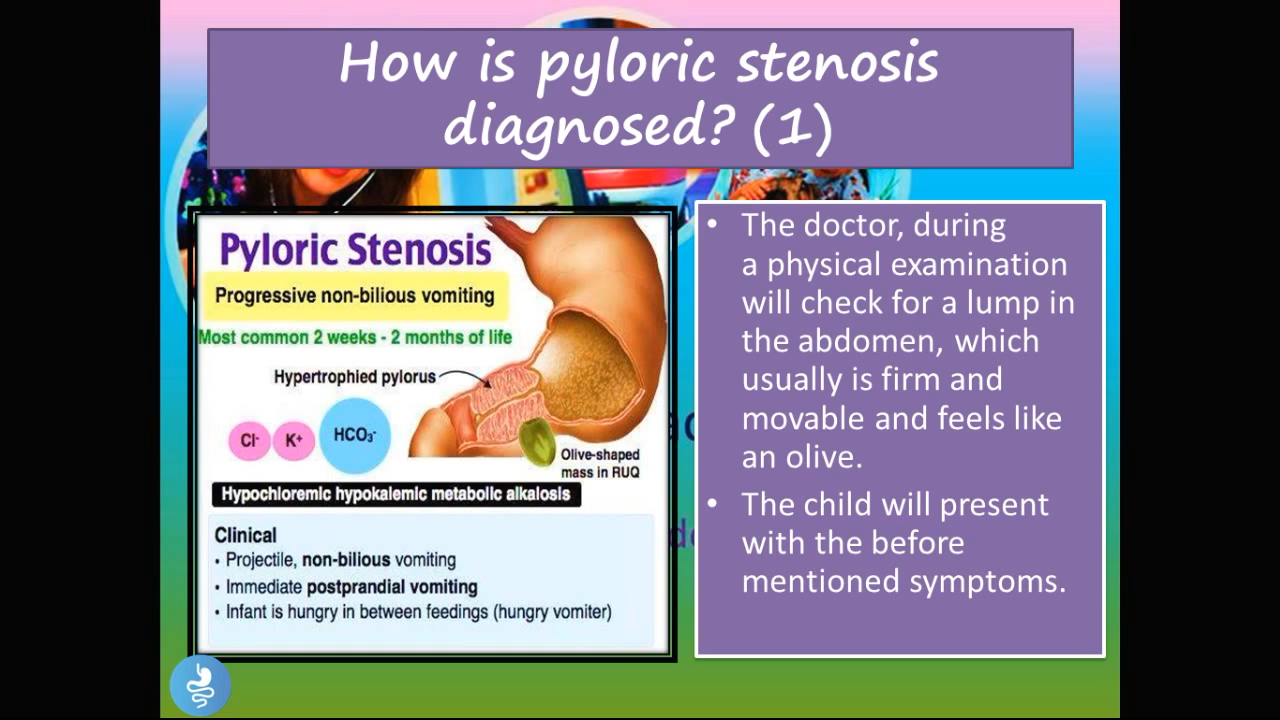 How is pyloric stenosis
diagnosed? (1)
Pyloric Stenosis
Progressive non-bilious vomiting
Most common 2 weeks - 2 months of life
Hypertrophied pylorus
Cl-
K+
HCO3-
Olive-shaped
mass in RUQ
Hypochloremic hypokalemic metabolic alkalosis
Clinical
• Projectile, non-bilious vomiting
• Immediate postprandial vomiting
• Infant is hungry in between feedings (hungry vomiter)
• The doctor, during
a physical examination
will check for a lump in
the abdomen, which
usually is firm and
movable and feels like
an olive.
• The child will present
with the before
mentioned symptoms.